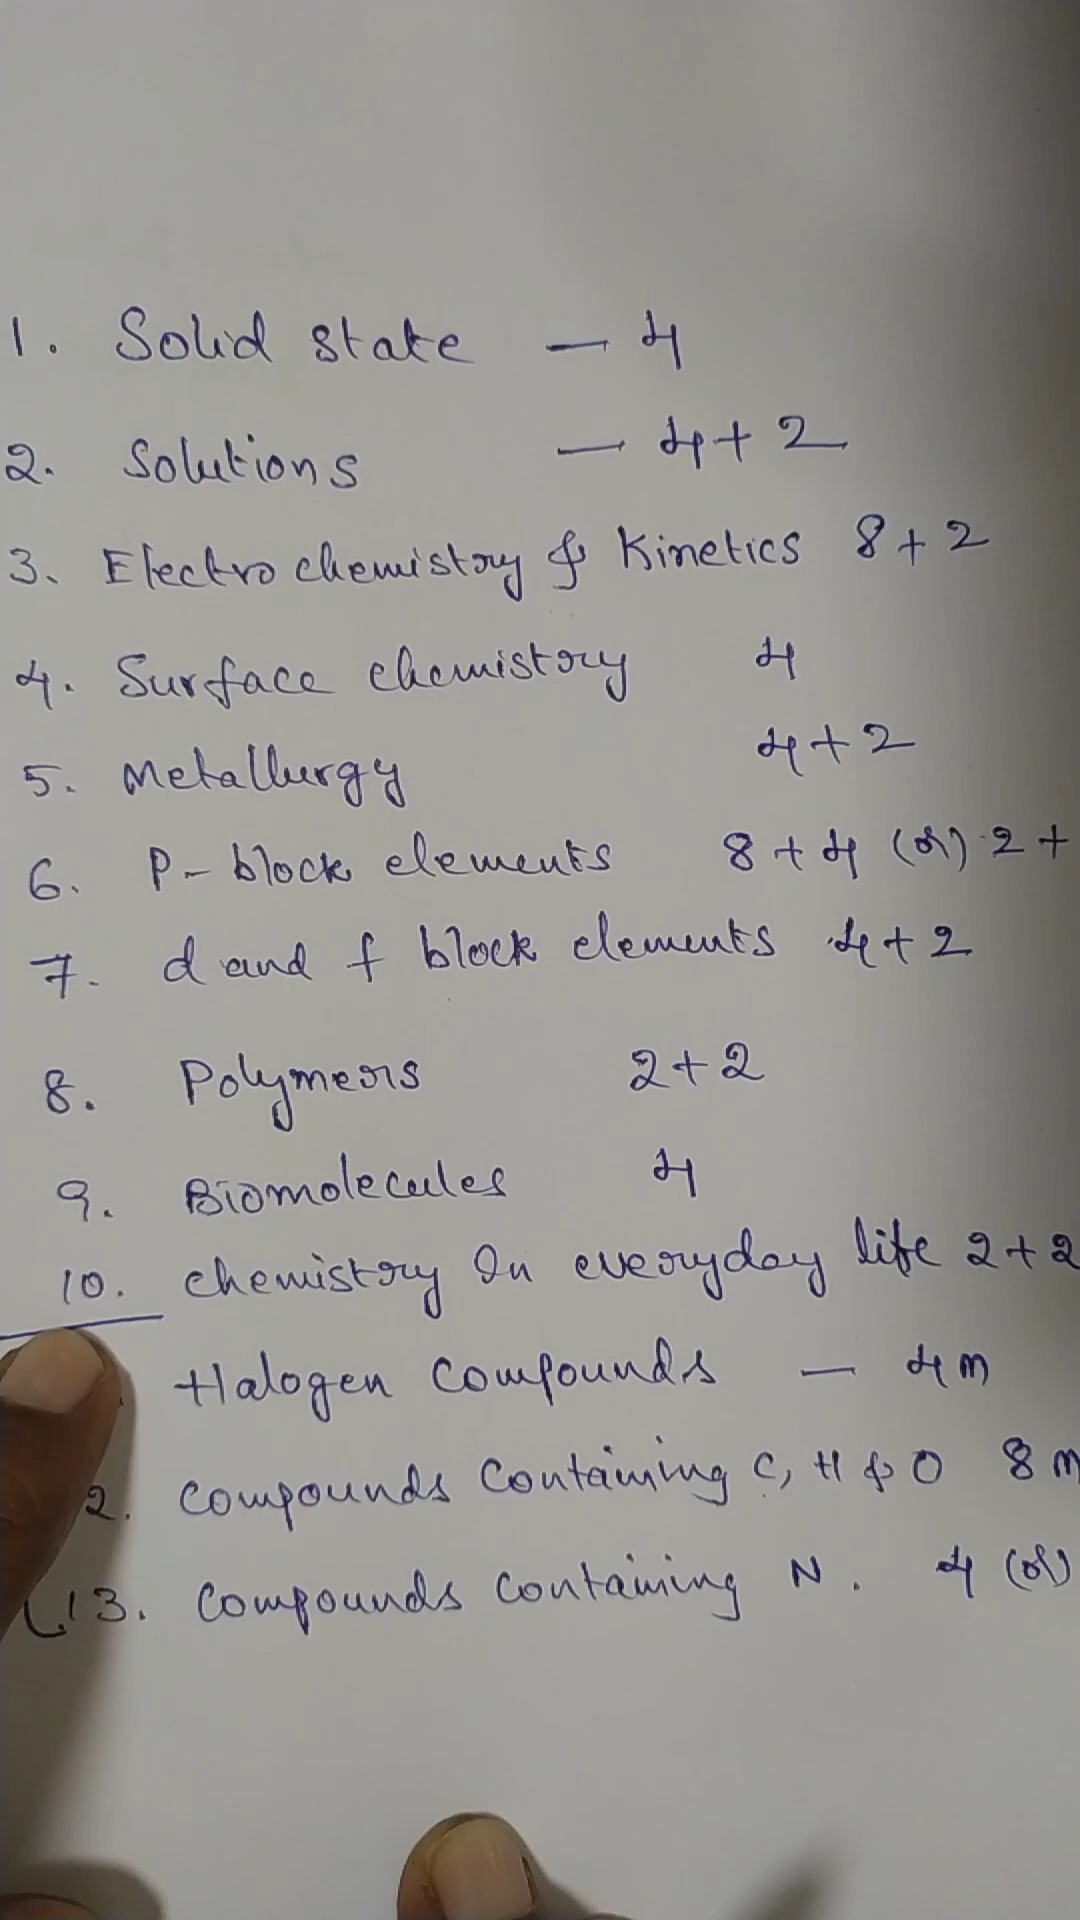 1. Solid state — 4
2. Solutions — 4+2
3. Electro chemistry & Kinetics 8+2
4. Surface chemistry 4
5. Metallurgy 4+2
6. P-block elements 8+4 (or) 2+
7. d and f block elements 4+2
8. Polymers 2+2
9. Biomolecules 4
10. chemistry In everyday life 2+2
Halogen compounds — 4m
2. compounds containing C, H & O 8m
13. compounds containing N. 4 (or)